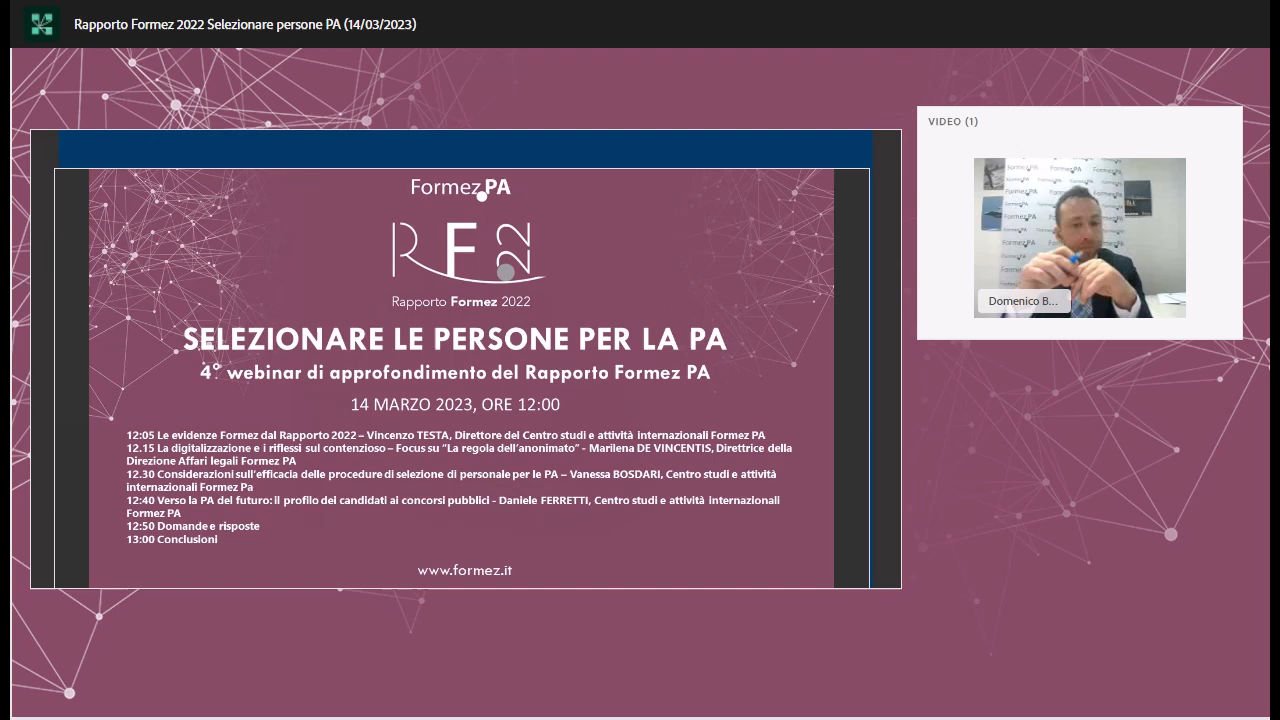 Rapporto Formez 2022 Selezionare persone PA (14/03/2023)
VIDEO (1)
Domenico B...
Formez PA
RF22
Rapporto Formez 2022
SELEZIONARE LE PERSONE PER LA PA
4° webinar di approfondimento del Rapporto Formez PA
14 MARZO 2023, ORE 12:00
12:05 Le evidenze Formez dal Rapporto 2022 – Vincenzo TESTA, Direttore del Centro studi e attività internazionali Formez PA
12.15 La digitalizzazione e i riflessi sul contenzioso – Focus su “La regola dell’anonimato” - Marilena DE VINCENTIS, Direttrice della
Direzione Affari legali Formez PA
12.30 Considerazioni sull’efficacia delle procedure di selezione di personale per le PA – Vanessa BOSDARI, Centro studi e attività
internazionali Formez Pa
12:40 Verso la PA del futuro: il profilo dei candidati ai concorsi pubblici - Daniele FERRETTI, Centro studi e attività internazionali
Formez PA
12:50 Domande e risposte
13:00 Conclusioni
www.formez.it